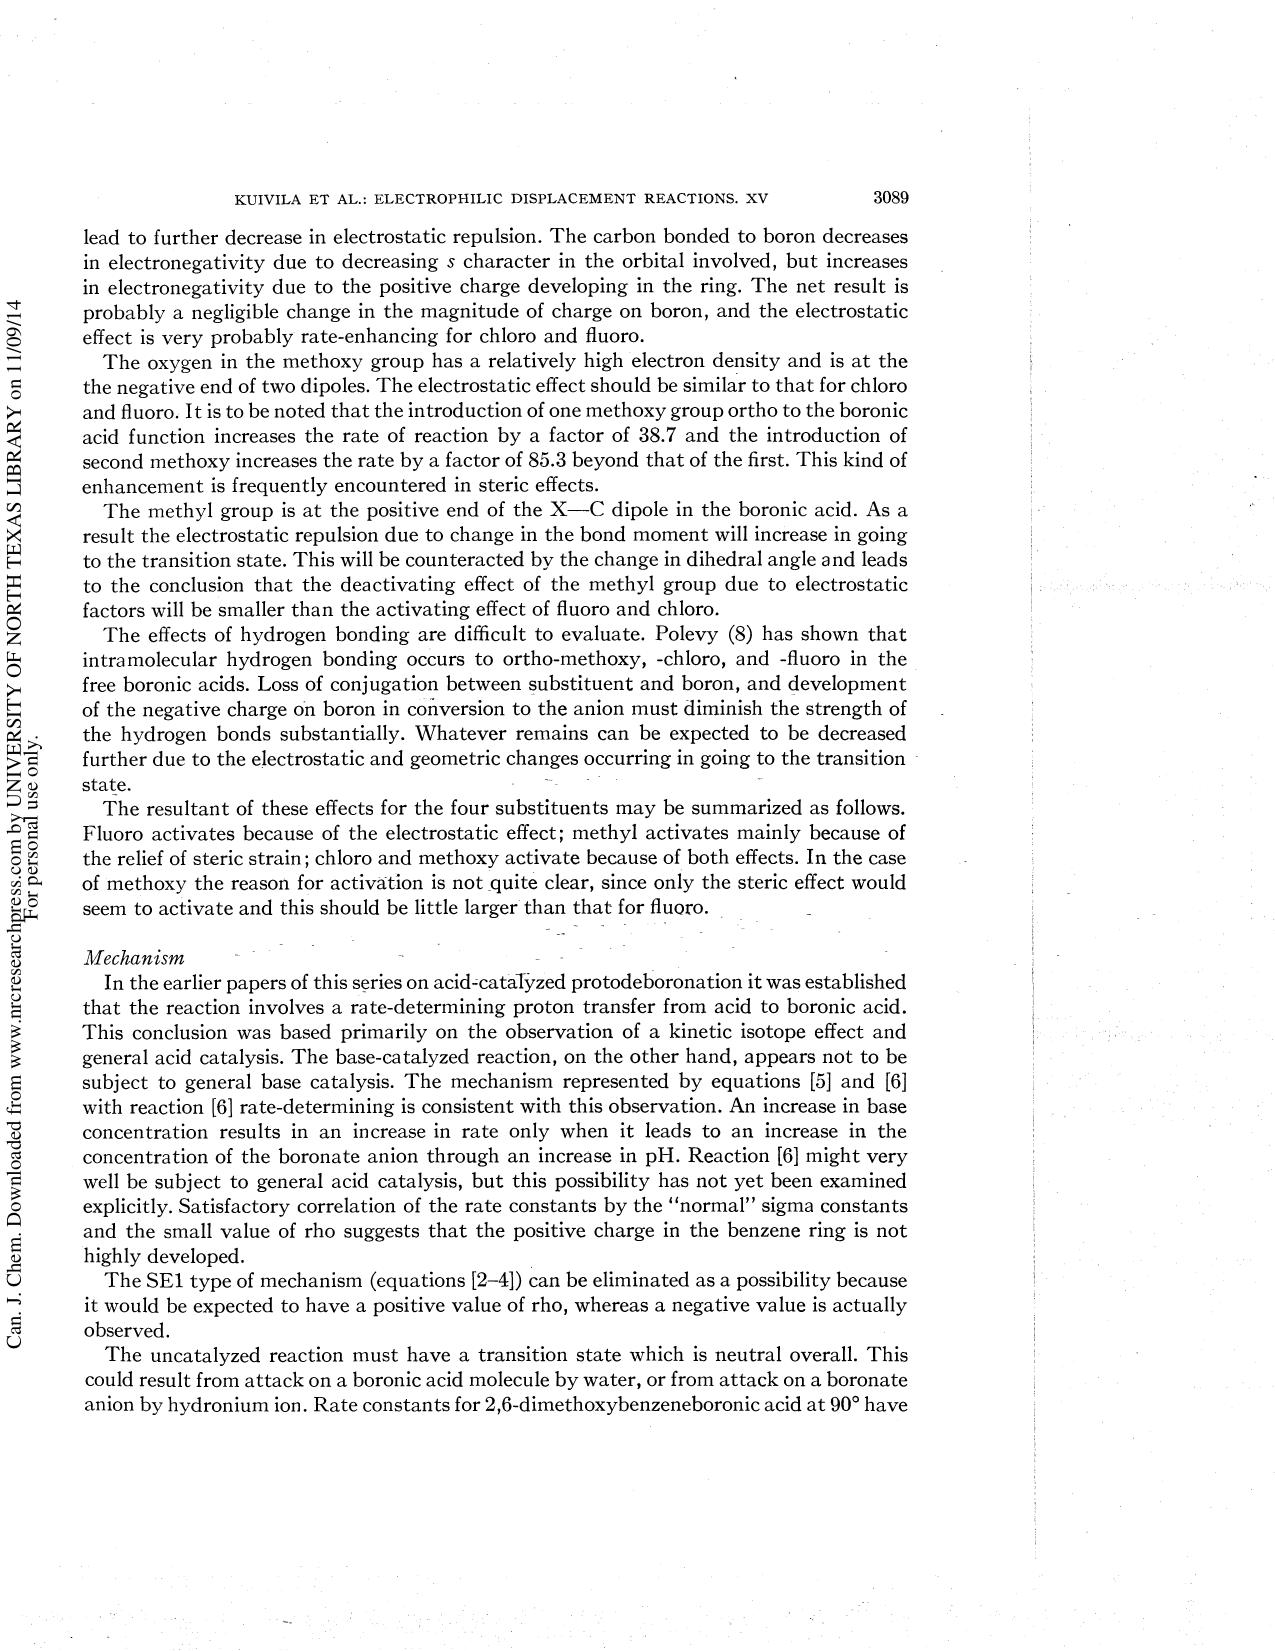 KUIVILA ET AL.: ELECTROPHILIC DISPLACEMENT REACTIONS. XV 3089
lead to further decrease in electrostatic repulsion. The carbon bonded to boron decreases
in electronegativity due to decreasing s character in the orbital involved, but increases
in electronegativity due to the positive charge developing in the ring. The net result is
probably a negligible change in the magnitude of charge on boron, and the electrostatic
effect is very probably rate-enhancing for chloro and fluoro.
The oxygen in the methoxy group has a relatively high electron density and is at the
the negative end of two dipoles. The electrostatic effect should be similar to that for chloro
and fluoro. It is to be noted that the introduction of one methoxy group ortho to the boronic
acid function increases the rate of reaction by a factor of 38.7 and the introduction of
second methoxy increases the rate by a factor of 85.3 beyond that of the first. This kind of
enhancement is frequently encountered in steric effects.
The methyl group is at the positive end of the X—C dipole in the boronic acid. As a
result the electrostatic repulsion due to change in the bond moment will increase in going
to the transition state. This will be counteracted by the change in dihedral angle and leads
to the conclusion that the deactivating effect of the methyl group due to electrostatic
factors will be smaller than the activating effect of fluoro and chloro.
The effects of hydrogen bonding are difficult to evaluate. Polevy (8) has shown that
intramolecular hydrogen bonding occurs to ortho-methoxy, -chloro, and -fluoro in the
free boronic acids. Loss of conjugation between substituent and boron, and development
of the negative charge on boron in conversion to the anion must diminish the strength of
the hydrogen bonds substantially. Whatever remains can be expected to be decreased
further due to the electrostatic and geometric changes occurring in going to the transition
state.
The resultant of these effects for the four substituents may be summarized as follows.
Fluoro activates because of the electrostatic effect; methyl activates mainly because of
the relief of steric strain; chloro and methoxy activate because of both effects. In the case
of methoxy the reason for activation is not quite clear, since only the steric effect would
seem to activate and this should be little larger than that for fluoro.
Mechanism
In the earlier papers of this series on acid-catalyzed protodeboronation it was established
that the reaction involves a rate-determining proton transfer from acid to boronic acid.
This conclusion was based primarily on the observation of a kinetic isotope effect and
general acid catalysis. The base-catalyzed reaction, on the other hand, appears not to be
subject to general base catalysis. The mechanism represented by equations [5] and [6]
with reaction [6] rate-determining is consistent with this observation. An increase in base
concentration results in an increase in rate only when it leads to an increase in the
concentration of the boronate anion through an increase in pH. Reaction [6] might very
well be subject to general acid catalysis, but this possibility has not yet been examined
explicitly. Satisfactory correlation of the rate constants by the "normal" sigma constants
and the small value of rho suggests that the positive charge in the benzene ring is not
highly developed.
The SE1 type of mechanism (equations [2–4]) can be eliminated as a possibility because
it would be expected to have a positive value of rho, whereas a negative value is actually
observed.
The uncatalyzed reaction must have a transition state which is neutral overall. This
could result from attack on a boronic acid molecule by water, or from attack on a boronate
anion by hydronium ion. Rate constants for 2,6-dimethoxybenzeneboronic acid at 90° have
Can. J. Chem. Downloaded from www.nrcresearchpress.com by UNIVERSITY OF NORTH TEXAS LIBRARY on 11/09/14
For personal use only.